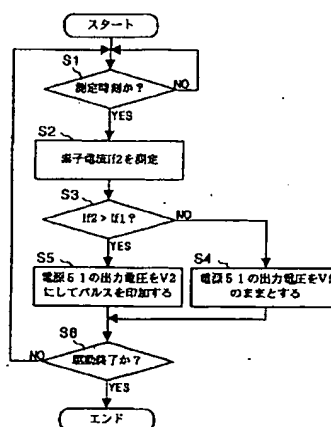 スタート
S1
測定時刻か?
NO
YES
S2
素子電流If2を測定
S3
If2>If1?
NO
YES
S5
電源51の出力電圧をV2
にしてパルスを印加する
S4
電源51の出力電圧をV1
のままとする
S6
駆動終了か?
NO
YES
エンド